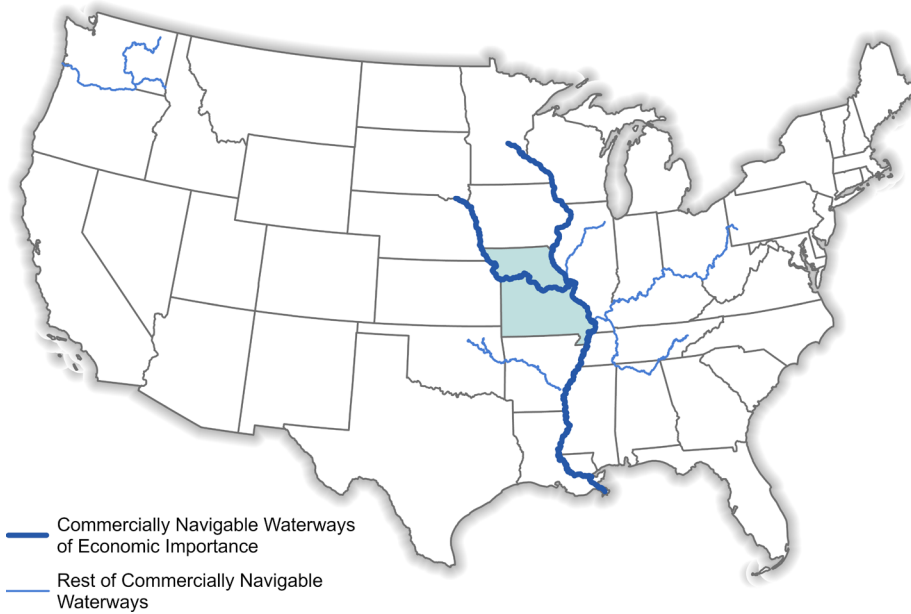 Commercially Navigable Waterways
of Economic Importance
Rest of Commercially Navigable
Waterways